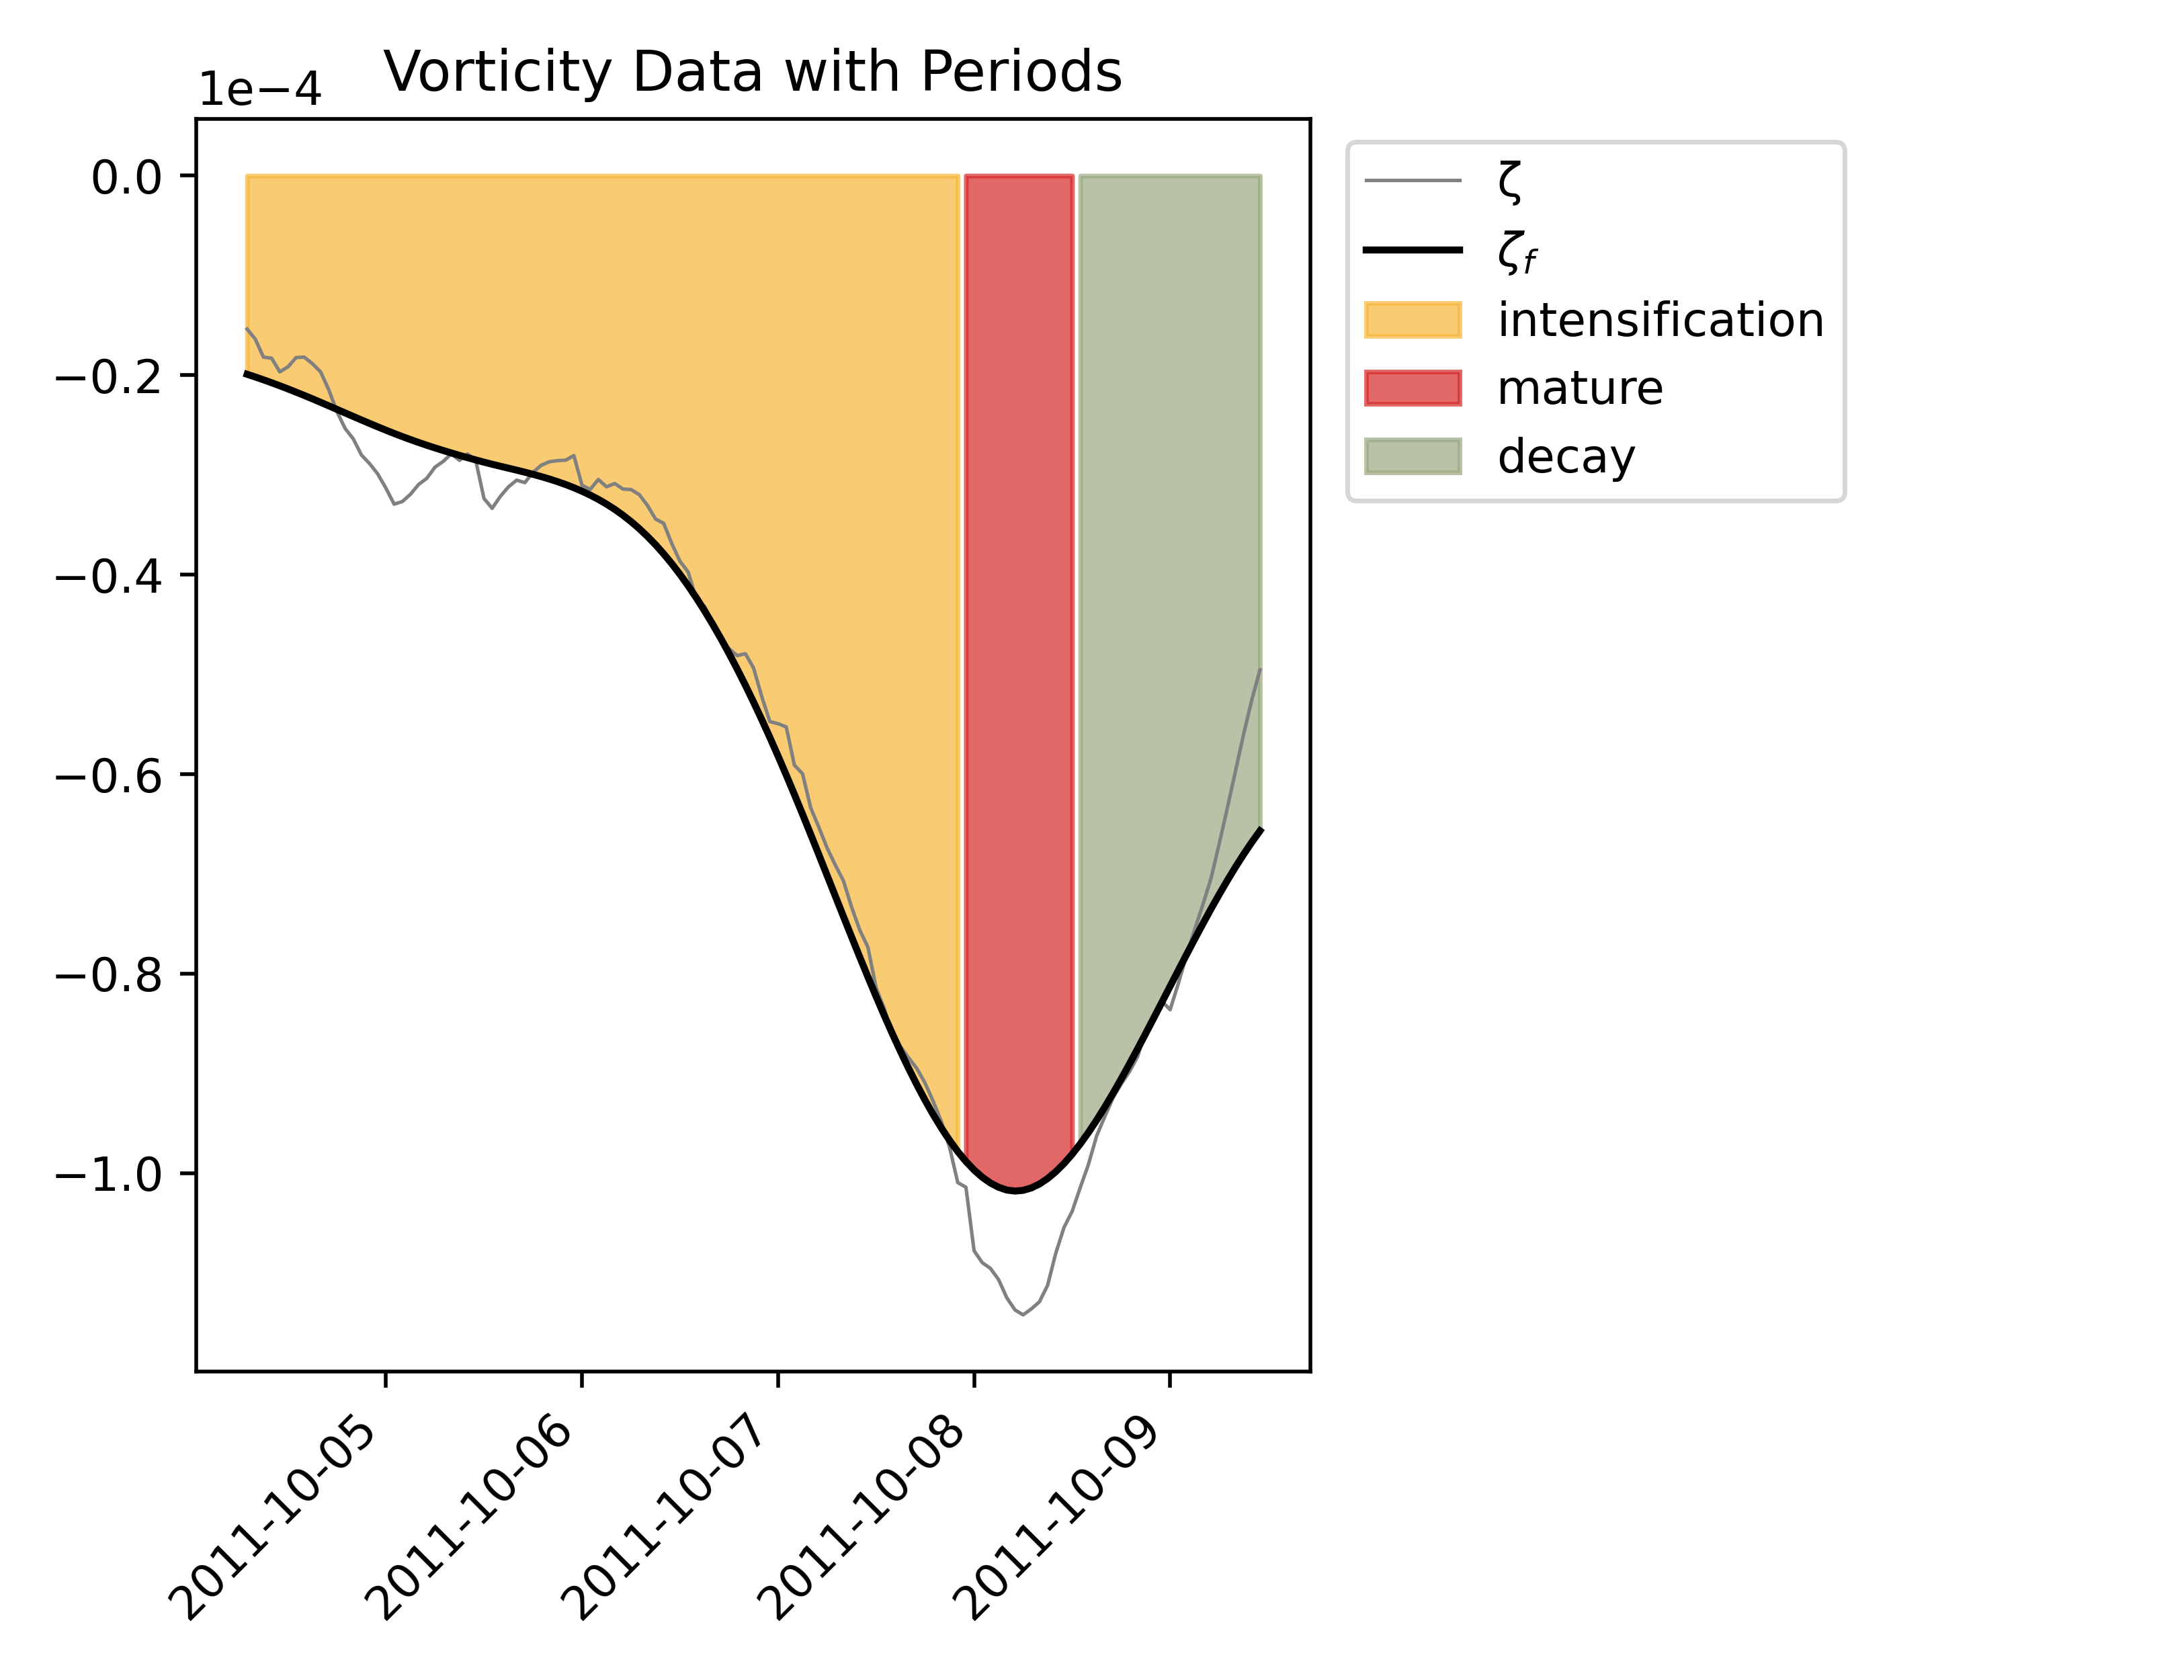 Vorticity Data with Periods
1e−4
0.0
−0.2
−0.4
−0.6
−0.8
−1.0
2011-10-05
2011-10-06
2011-10-07
2011-10-08
2011-10-09
ζ
ζf
intensification
mature
decay